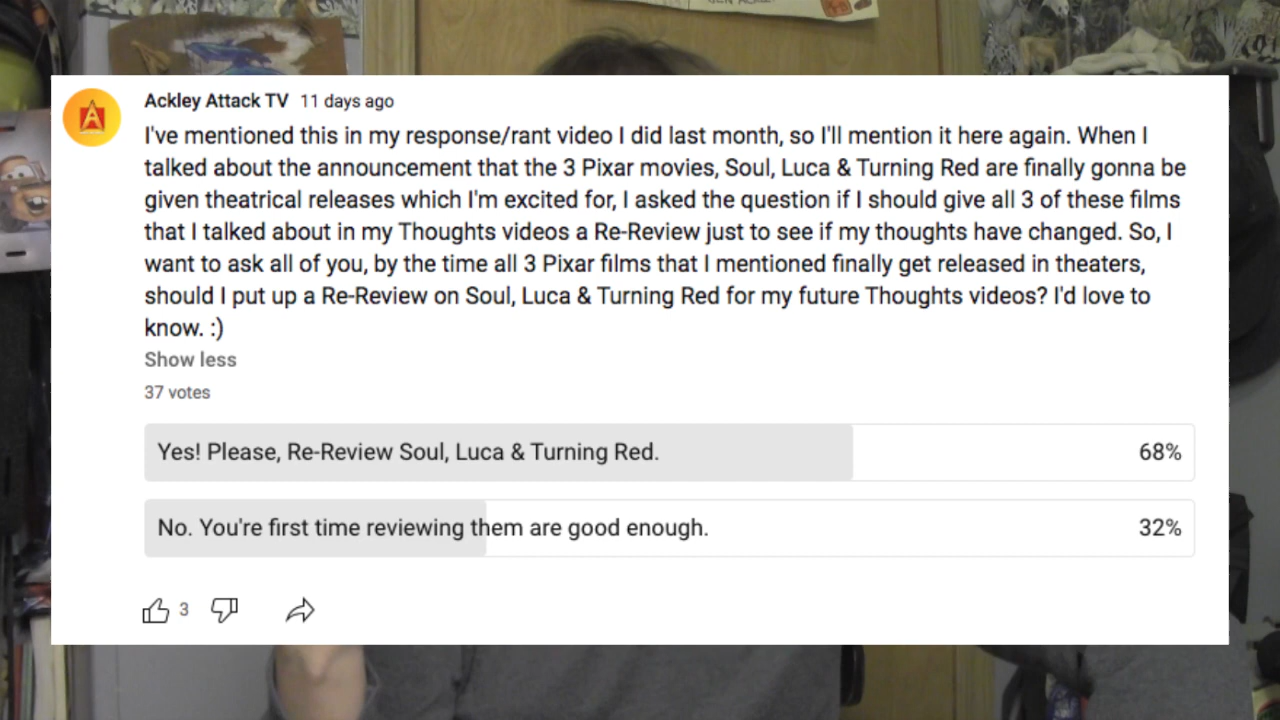 Ackley Attack TV 11 days ago
I've mentioned this in my response/rant video I did last month, so I'll mention it here again. When I
talked about the announcement that the 3 Pixar movies, Soul, Luca & Turning Red are finally gonna be
given theatrical releases which I'm excited for, I asked the question if I should give all 3 of these films
that I talked about in my Thoughts videos a Re-Review just to see if my thoughts have changed. So, I
want to ask all of you, by the time all 3 Pixar films that I mentioned finally get released in theaters,
should I put up a Re-Review on Soul, Luca & Turning Red for my future Thoughts videos? I'd love to
know. :)
Show less
37 votes
Yes! Please, Re-Review Soul, Luca & Turning Red. 68%
No. You're first time reviewing them are good enough. 32%
3